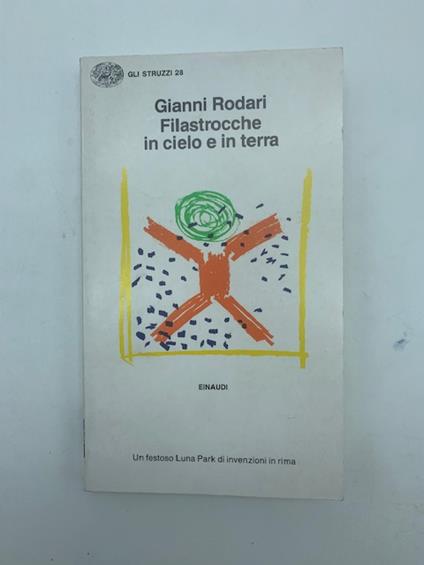 GLI STRUZZI 28
Gianni Rodari
Filastrocche
in cielo e in terra
EINAUDI
Un festoso Luna Park di invenzioni in rima